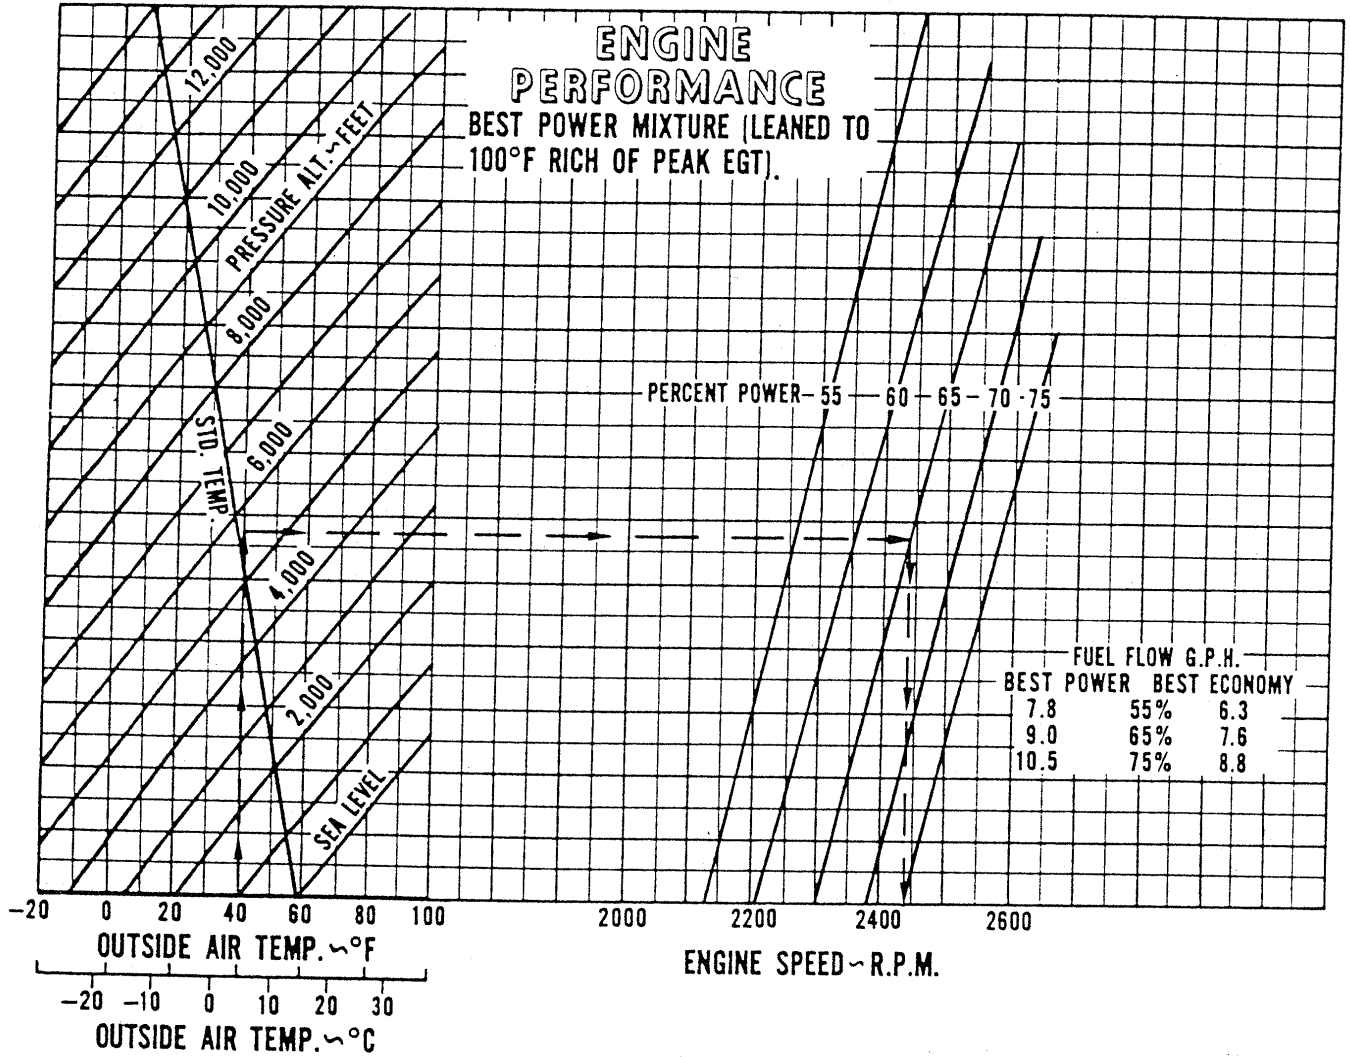 ENGINE
PERFORMANCE
BEST POWER MIXTURE (LEANED TO
100°F RICH OF PEAK EGT).
12,000
10,000
PRESSURE ALT.~FEET
8,000
STD. TEMP.
6,000
4,000
2,000
SEA LEVEL
PERCENT POWER-55-60-65-70-75
FUEL FLOW G.P.H.
BEST POWER BEST ECONOMY
7.8 55% 6.3
9.0 65% 7.6
10.5 75% 8.8
-20 0 20 40 60 80 100
OUTSIDE AIR TEMP.~°F
-20 -10 0 10 20 30
OUTSIDE AIR TEMP.~°C
2000 2200 2400 2600
ENGINE SPEED~R.P.M.